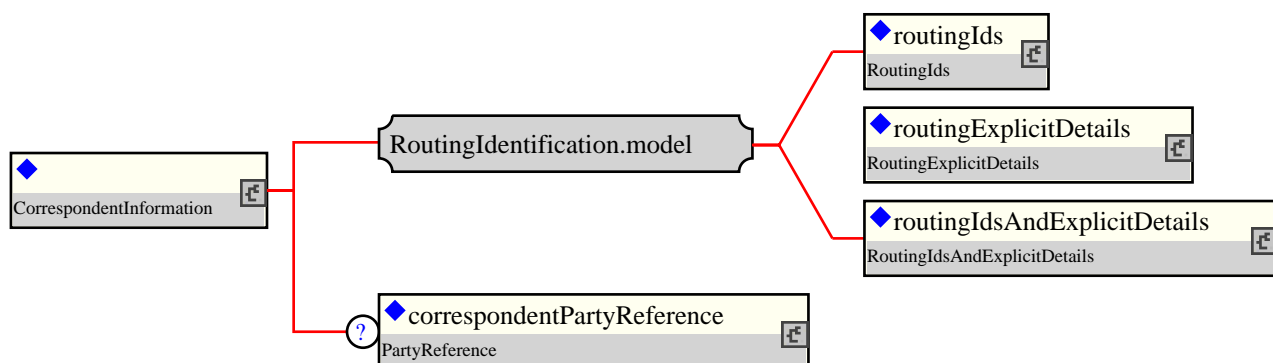 routingIds
RoutingIds
routingExplicitDetails
RoutingExplicitDetails
RoutingIdentification.model
CorrespondentInformation
routingIdsAndExplicitDetails
RoutingIdsAndExplicitDetails
?
correspondentPartyReference
PartyReference